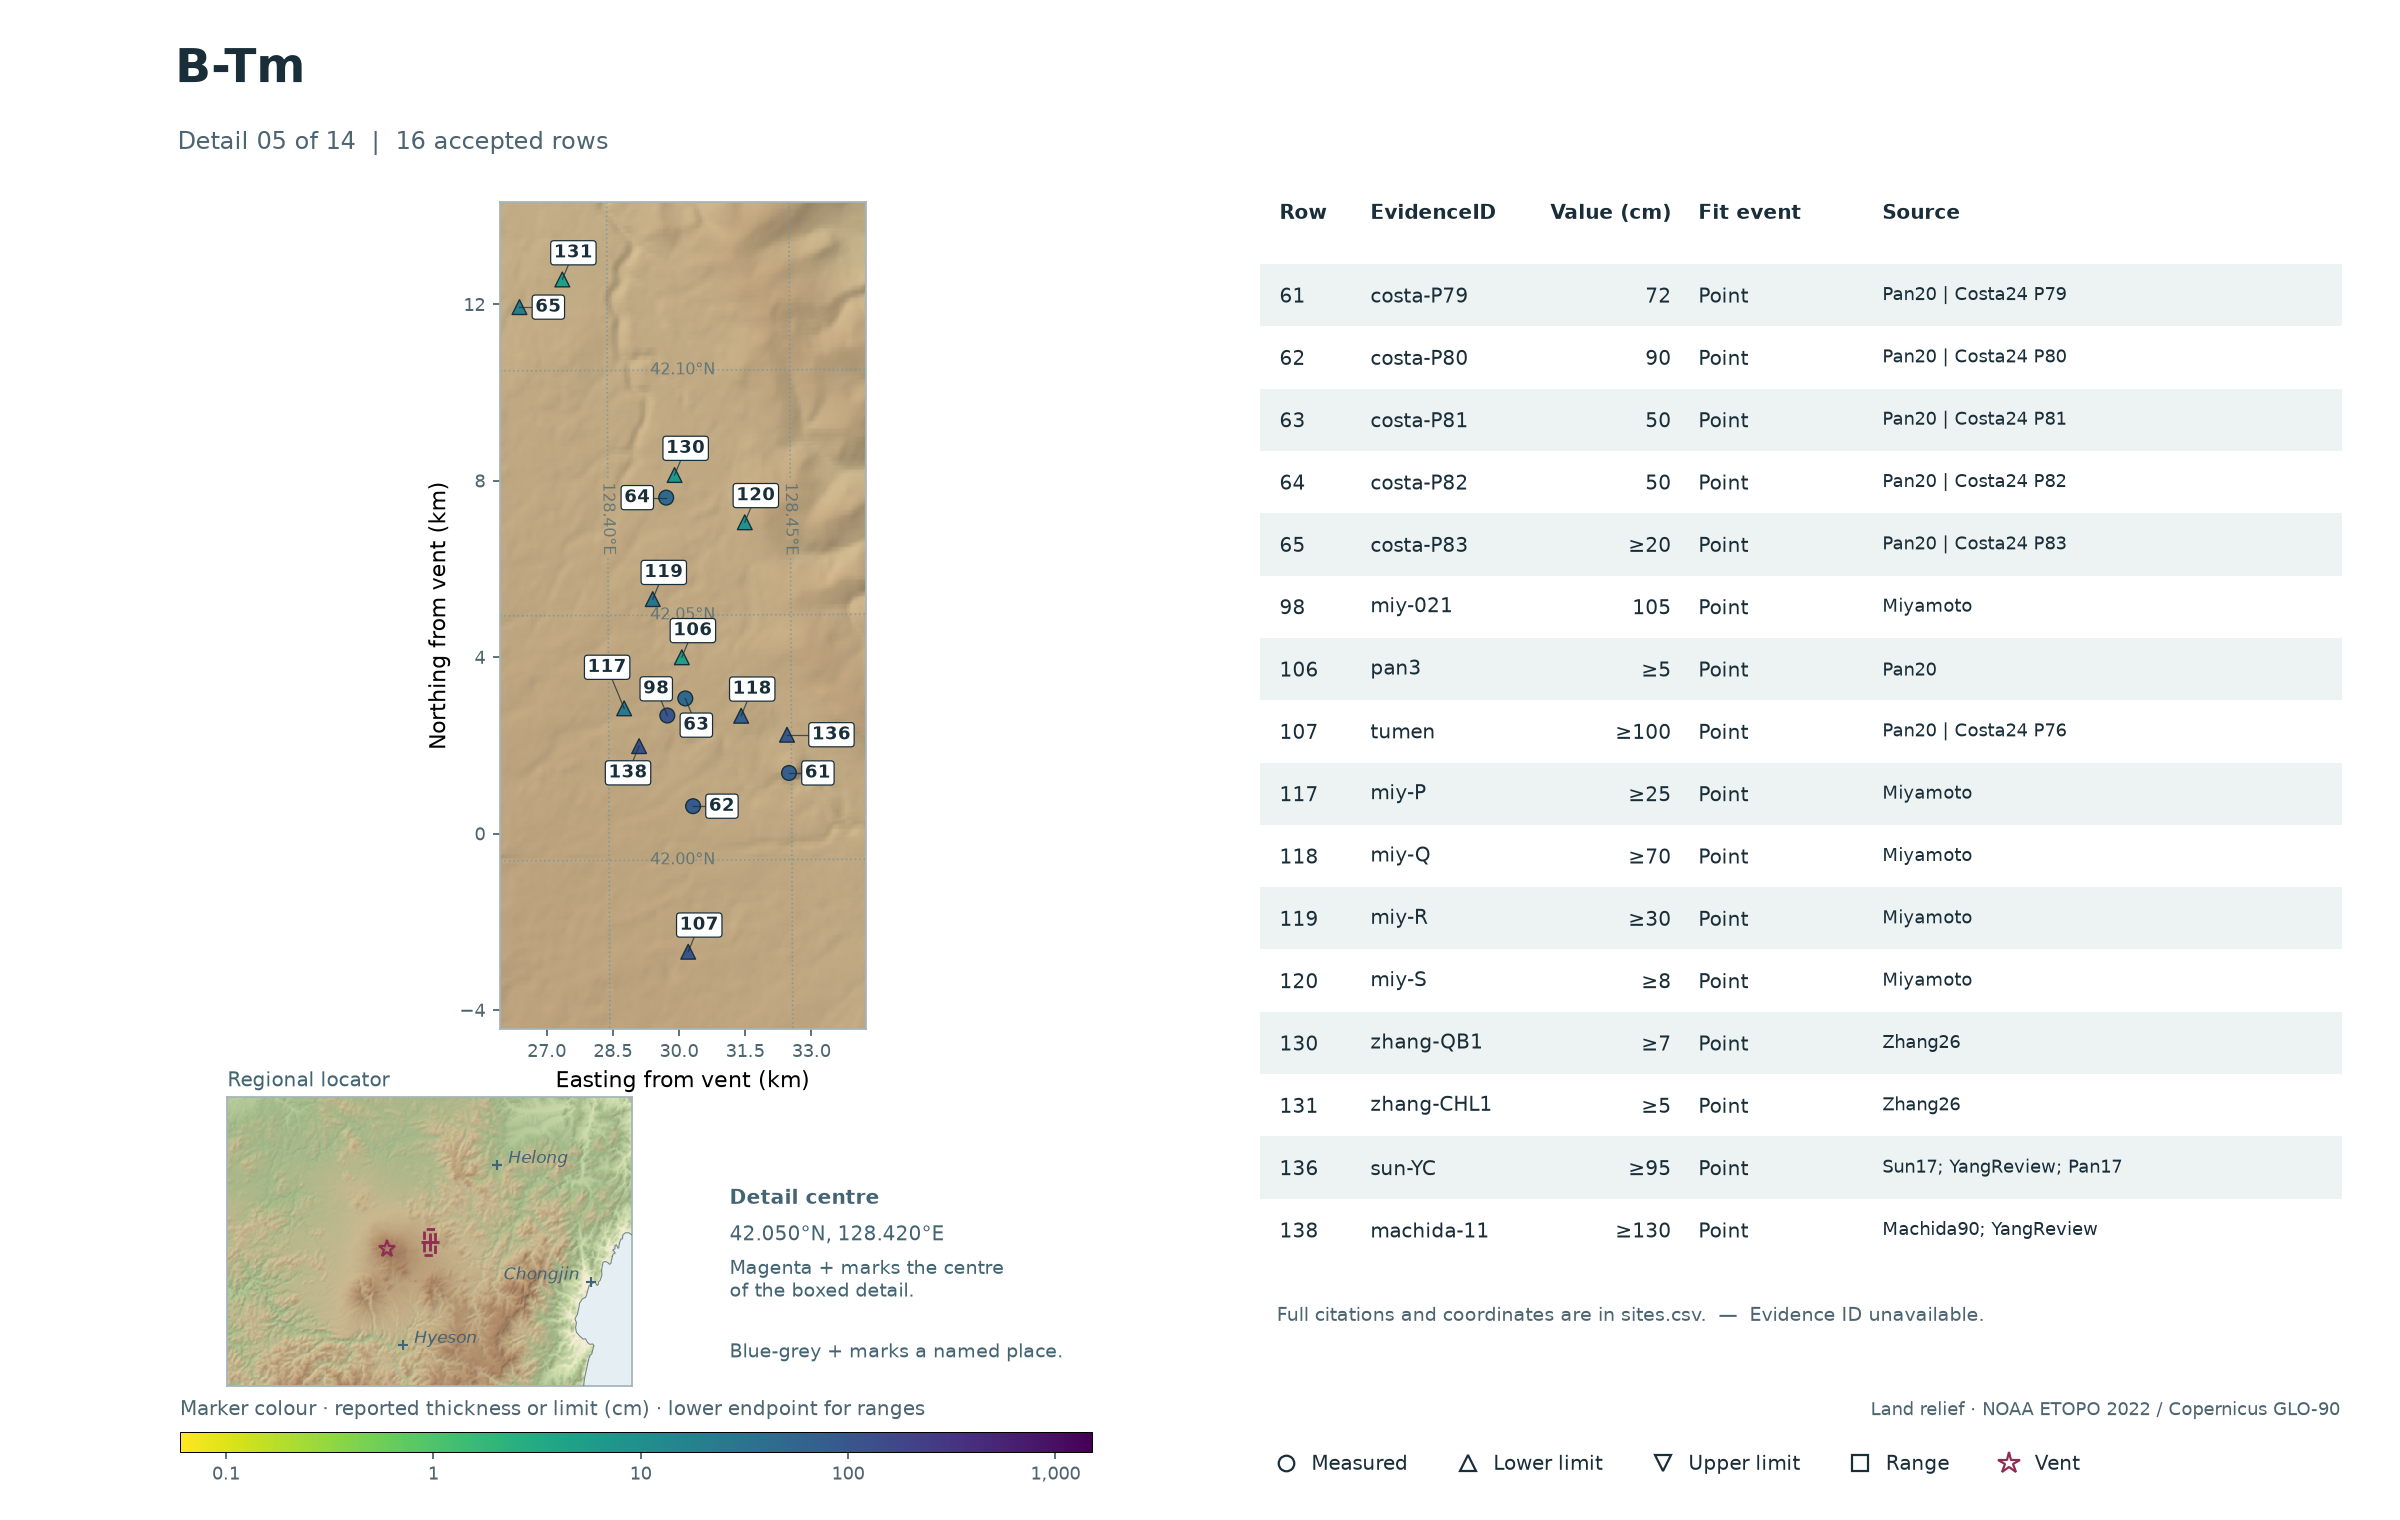 B-Tm
Detail 05 of 14 | 16 accepted rows
131
65
130
64
120
119
106
117
98
118
63
136
138
61
62
107
42.10°N
42.05°N
42.00°N
128.40°E
128.45°E
12
8
4
0
−4
27.0 28.5 30.0 31.5 33.0
Northing from vent (km)
Easting from vent (km)
Regional locator
Helong
Chongjin
Hyeson
Detail centre
42.050°N, 128.420°E
Magenta + marks the centre
of the boxed detail.
Blue-grey + marks a named place.
Marker colour · reported thickness or limit (cm) · lower endpoint for ranges
0.1 1 10 100 1,000
Row EvidenceID Value (cm) Fit event Source
61 costa-P79 72 Point Pan20 | Costa24 P79
62 costa-P80 90 Point Pan20 | Costa24 P80
63 costa-P81 50 Point Pan20 | Costa24 P81
64 costa-P82 50 Point Pan20 | Costa24 P82
65 costa-P83 ≥20 Point Pan20 | Costa24 P83
98 miy-021 105 Point Miyamoto
106 pan3 ≥5 Point Pan20
107 tumen ≥100 Point Pan20 | Costa24 P76
117 miy-P ≥25 Point Miyamoto
118 miy-Q ≥70 Point Miyamoto
119 miy-R ≥30 Point Miyamoto
120 miy-S ≥8 Point Miyamoto
130 zhang-QB1 ≥7 Point Zhang26
131 zhang-CHL1 ≥5 Point Zhang26
136 sun-YC ≥95 Point Sun17; YangReview; Pan17
138 machida-11 ≥130 Point Machida90; YangReview
Full citations and coordinates are in sites.csv. — Evidence ID unavailable.
Land relief · NOAA ETOPO 2022 / Copernicus GLO-90
Measured Lower limit Upper limit Range Vent